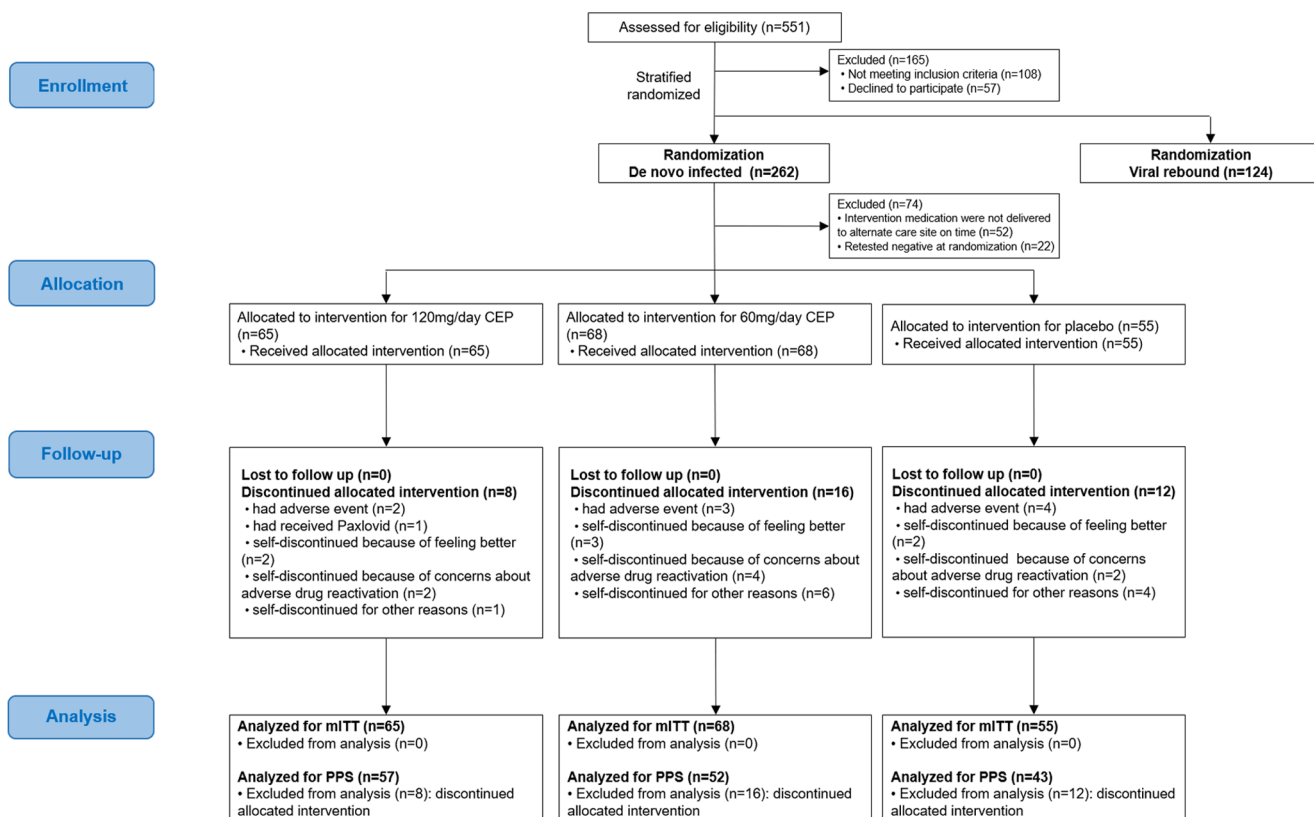 Assessed for eligibility (n=551)
Enrollment
Stratified
randomized
Excluded (n=165)
• Not meeting inclusion criteria (n=108)
• Declined to participate (n=57)
Randomization
De novo infected (n=262)
Randomization
Viral rebound (n=124)
Excluded (n=74)
• Intervention medication were not delivered
to alternate care site on time (n=52)
• Retested negative at randomization (n=22)
Allocation
Allocated to intervention for 120mg/day CEP
(n=65)
• Received allocated intervention (n=65)
Allocated to intervention for 60mg/day CEP
(n=68)
• Received allocated intervention (n=68)
Allocated to intervention for placebo (n=55)
• Received allocated intervention (n=55)
Follow-up
Lost to follow up (n=0)
Discontinued allocated intervention (n=8)
• had adverse event (n=2)
• had received Paxlovid (n=1)
• self-discontinued because of feeling better
(n=2)
• self-discontinued because of concerns about
adverse drug reactivation (n=2)
• self-discontinued for other reasons (n=1)
Lost to follow up (n=0)
Discontinued allocated intervention (n=16)
• had adverse event (n=3)
• self-discontinued because of feeling better
(n=3)
• self-discontinued because of concerns about
adverse drug reactivation (n=4)
• self-discontinued for other reasons (n=6)
Lost to follow up (n=0)
Discontinued allocated intervention (n=12)
• had adverse event (n=4)
• self-discontinued because of feeling better
(n=2)
• self-discontinued because of concerns
about adverse drug reactivation (n=2)
• self-discontinued for other reasons (n=4)
Analysis
Analyzed for mITT (n=65)
• Excluded from analysis (n=0)
Analyzed for PPS (n=57)
• Excluded from analysis (n=8): discontinued
allocated intervention
Analyzed for mITT (n=68)
• Excluded from analysis (n=0)
Analyzed for PPS (n=52)
• Excluded from analysis (n=16): discontinued
allocated intervention
Analyzed for mITT (n=55)
• Excluded from analysis (n=0)
Analyzed for PPS (n=43)
• Excluded from analysis (n=12): discontinued
allocated intervention